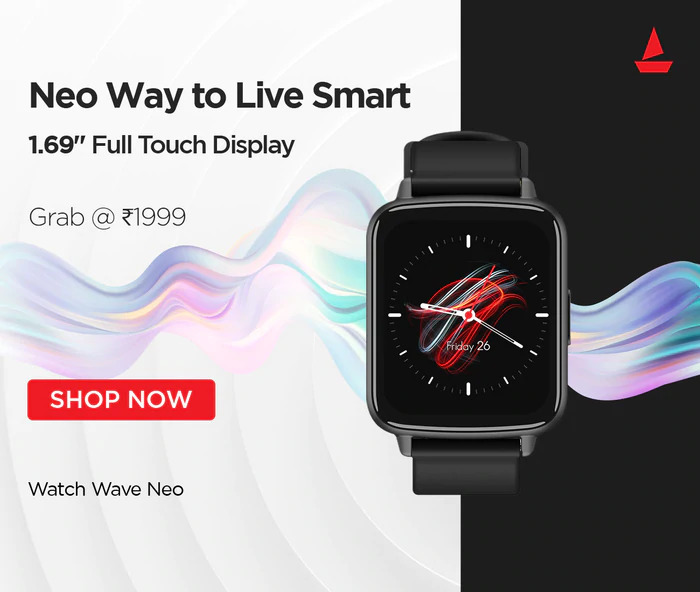 Neo Way to Live Smart
1.69" Full Touch Display
Grab @ ₹1999
Friday 26
SHOP NOW
Watch Wave Neo